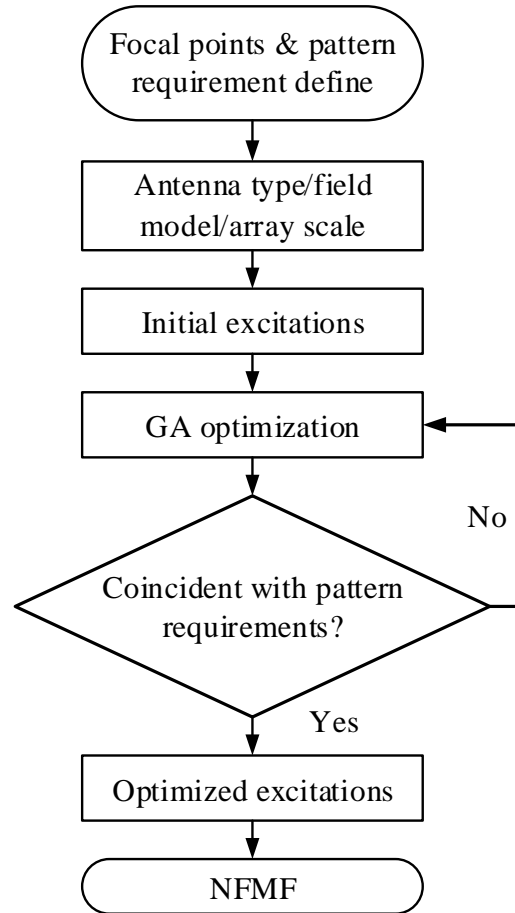 Focal points & pattern
requirement define
Antenna type/field
model/array scale
Initial excitations
GA optimization
No
Coincident with pattern
requirements?
Yes
Optimized excitations
NFMF